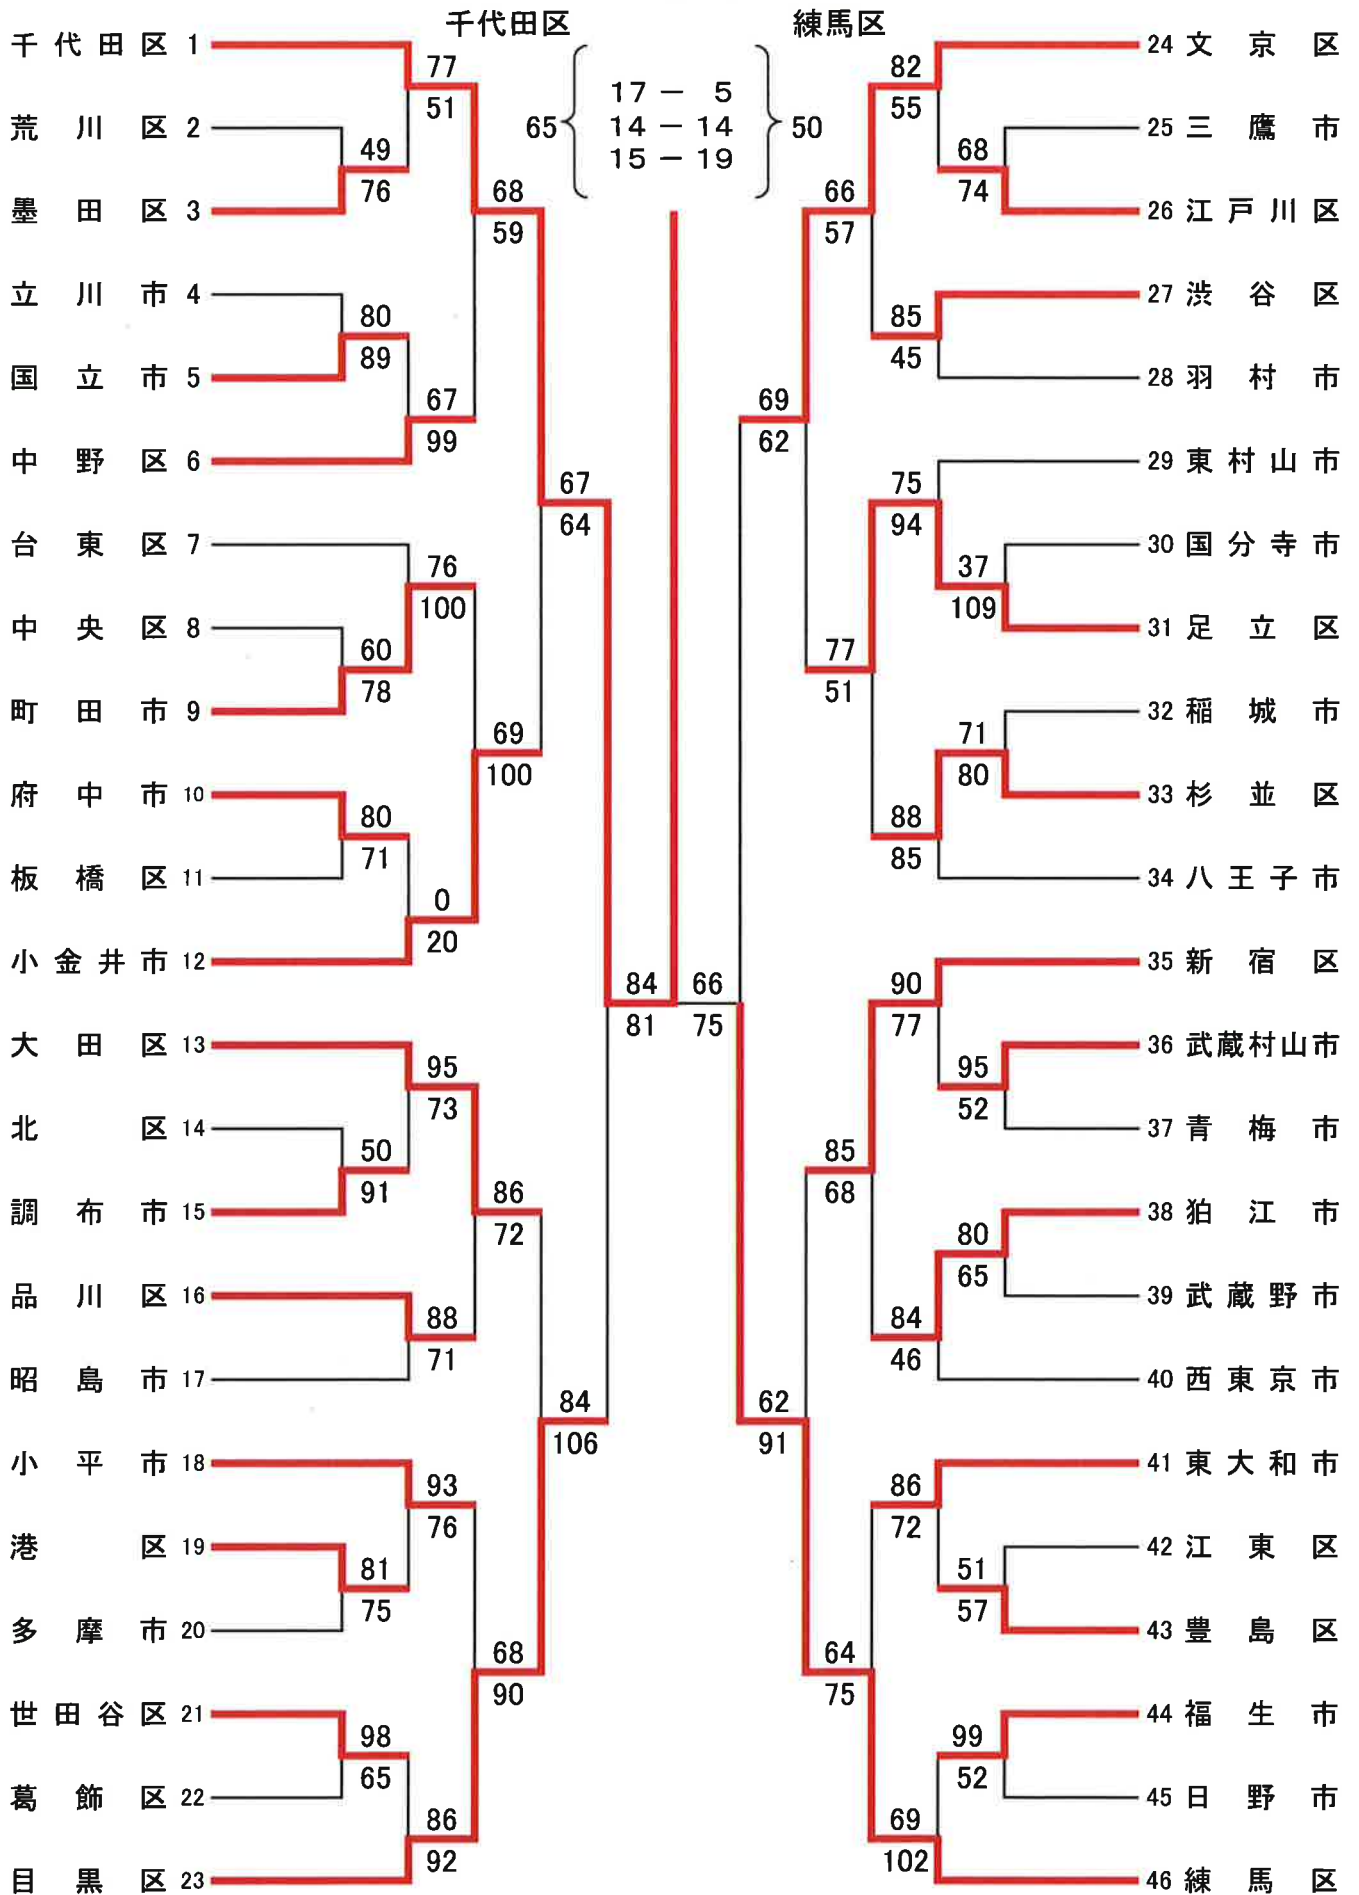 千代田区 練馬区
千代田区 1 77 82 24 文京区
51 17 － 5 55
荒川区 2 65 14 － 14 50 25 三鷹市
49 15 － 19 68
76 74
墨田区 3 68 66 26 江戸川区
59 57
立川市 4 27 渋谷区
80 85
89 45
国立市 5 28 羽村市
67 69
99 62
中野区 6 29 東村山市
67 75
64 94
台東区 7 30 国分寺市
76 37
100 109
中央区 8 31 足立区
60 77
78 51
町田市 9 32 稲城市
69 71
100 80
府中市 10 33 杉並区
80 88
71 85
板橋区 11 34 八王子市
0
20
小金井市 12 35 新宿区
84 66 90
81 75 77
大田区 13 36 武蔵村山市
95 95
73 52
北区 14 37 青梅市
50 85
91 68
調布市 15 86 38 狛江市
72 80
65
品川区 16 39 武蔵野市
88 84
71 46
昭島市 17 40 西東京市
84 62
106 91
小平市 18 41 東大和市
93 86
76 72
港区 19 42 江東区
81 51
75 57
多摩市 20 43 豊島区
68 64
90 75
世田谷区 21 44 福生市
98 99
65 52
葛飾区 22 45 日野市
86 69
92 102
目黒区 23 46 練馬区